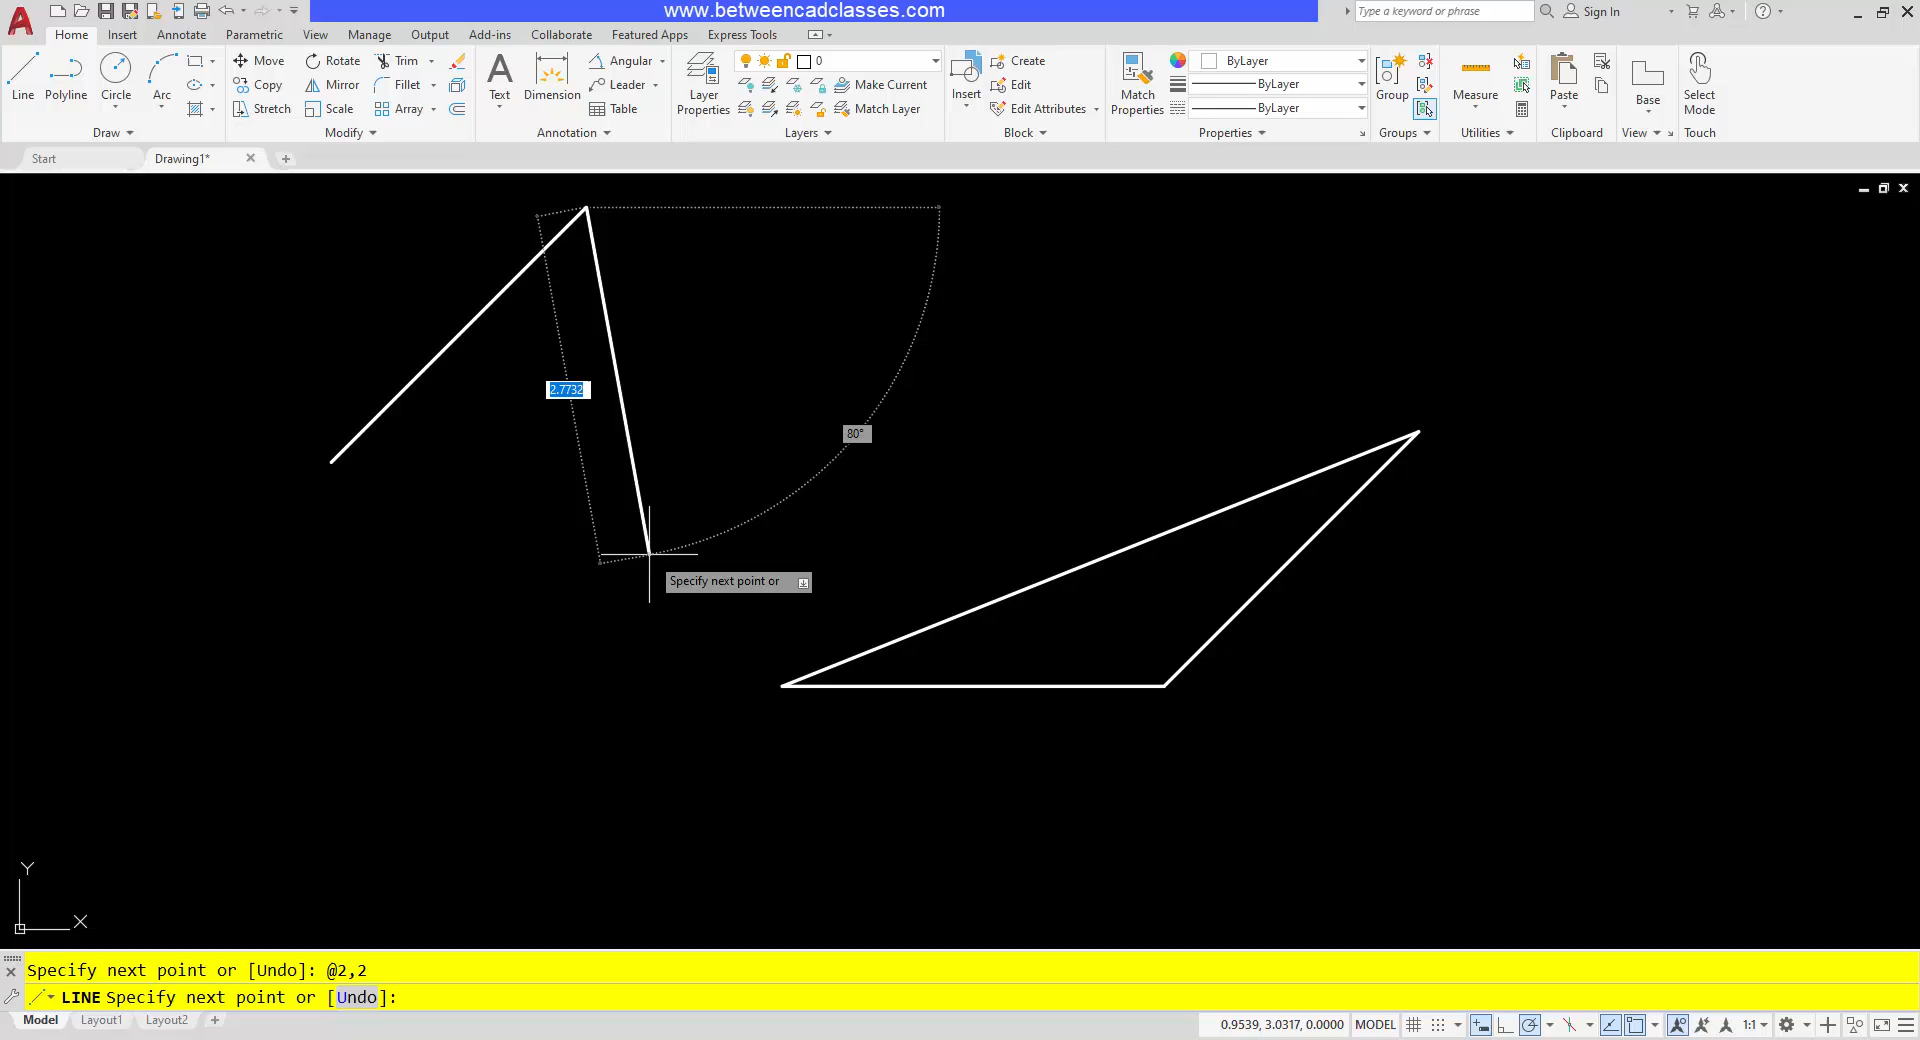 www.betweencadclasses.com
Type a keyword or phrase
Sign In
Home Insert Annotate Parametric View Manage Output Add-ins Collaborate Featured Apps Express Tools
Line Polyline Circle Arc
Draw
Move Rotate Trim
Copy Mirror Fillet
Stretch Scale Array
Modify
Text Dimension
Angular
Leader
Table
Annotation
Layer Properties
0
Make Current
Match Layer
Layers
Insert
Create
Edit
Edit Attributes
Block
Match Properties
ByLayer
ByLayer
ByLayer
Properties
Group
Groups
Measure
Utilities
Paste
Clipboard
Base
View
Select Mode
Touch
Start Drawing1*
2.7732
80°
Specify next point or
Y
X
Specify next point or [Undo]: @2,2
LINE Specify next point or [Undo]:
Model Layout1 Layout2
0.9539, 3.0317, 0.0000 MODEL 1:1